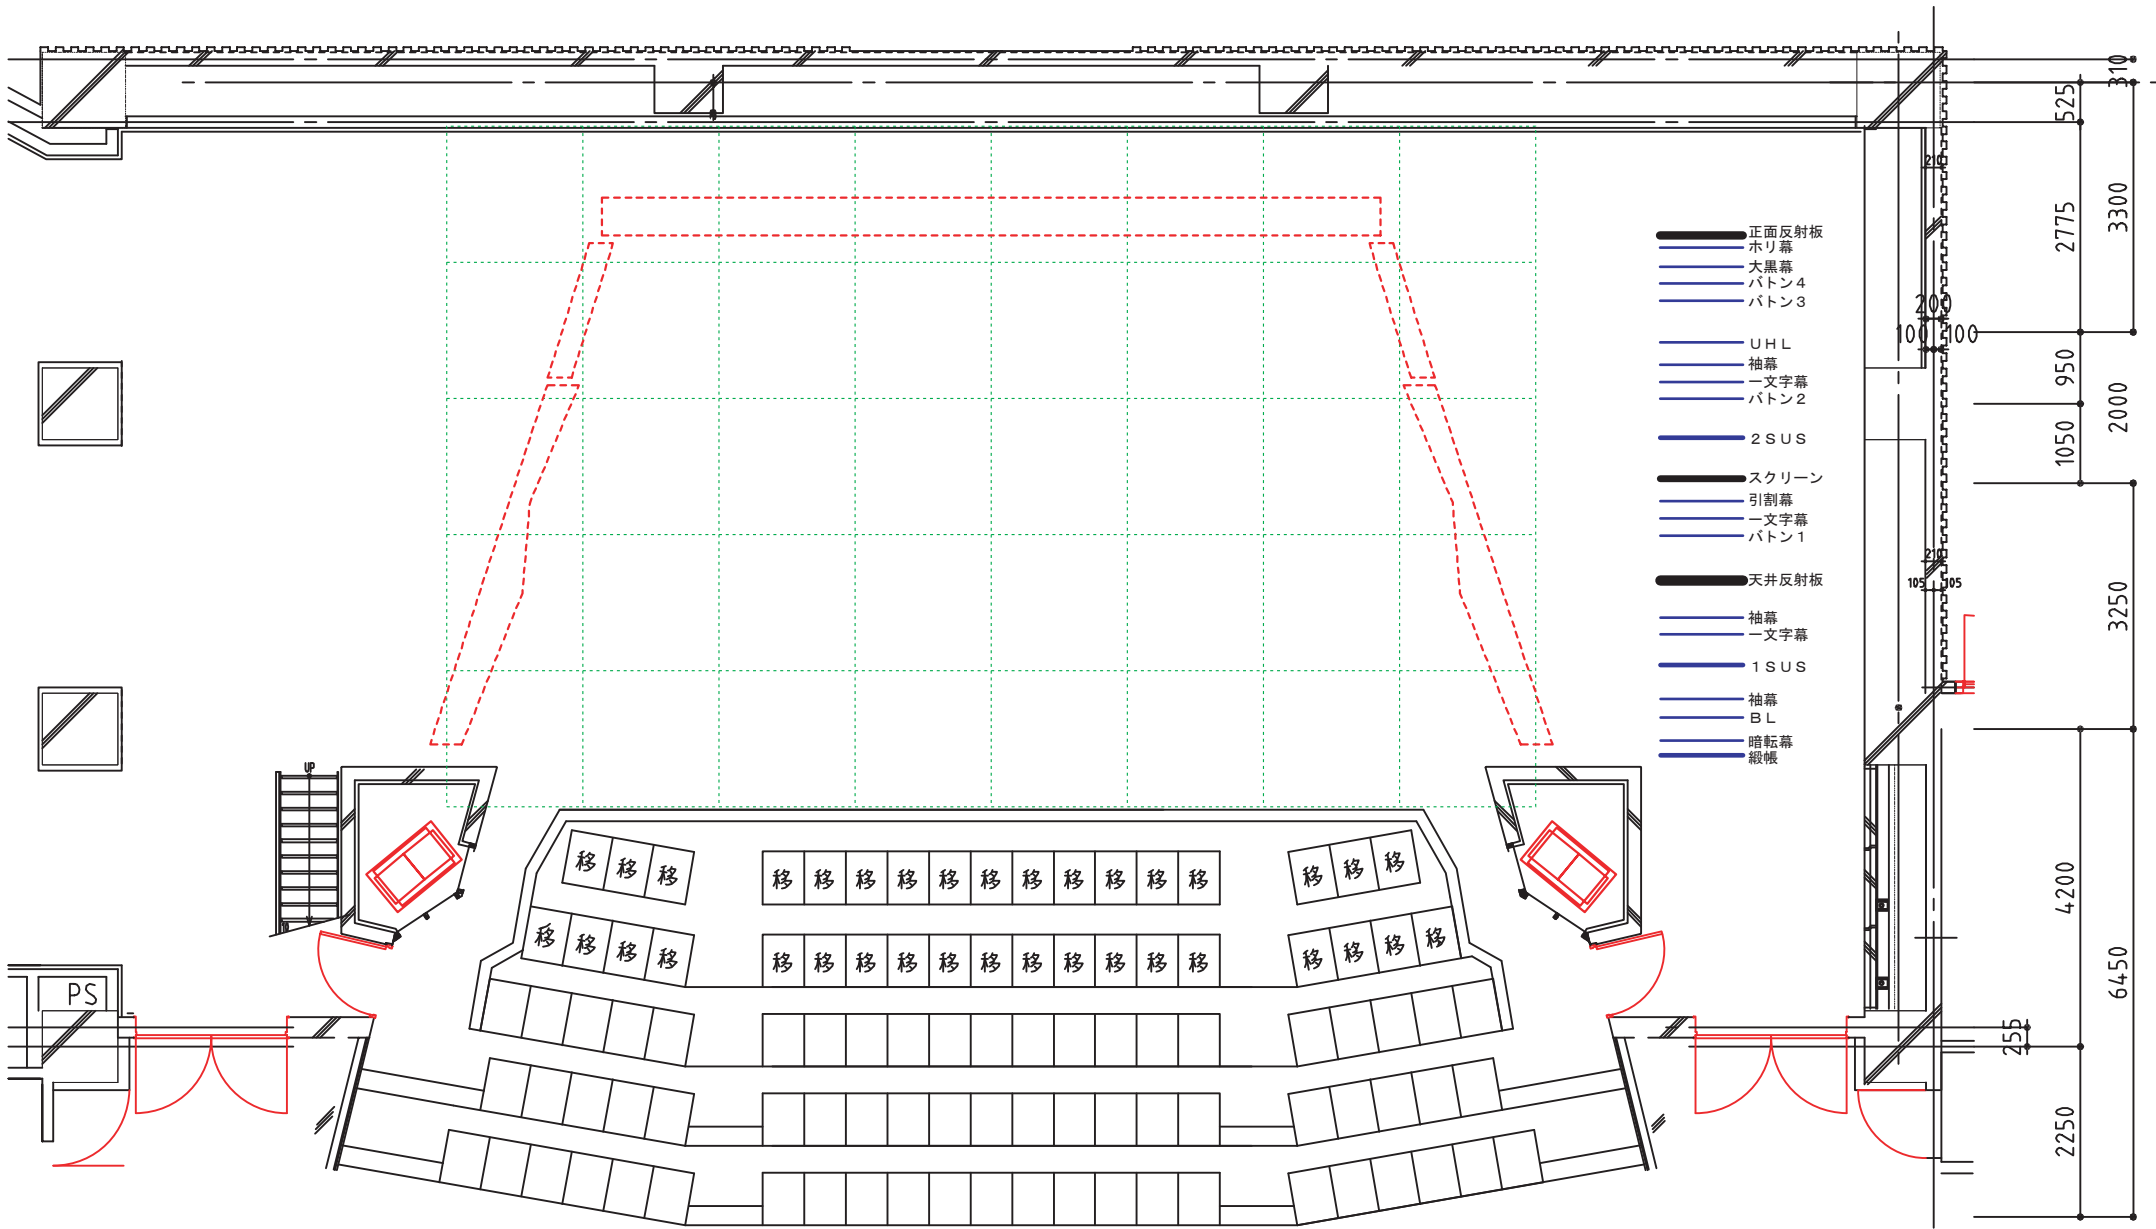 310
525
210
3300
2775
正面反射板
ホリ幕
大黒幕
バトン４
バトン３
200
100
100
ＵＨＬ
袖幕
一文字幕
バトン２
950
2000
1050
２ＳＵＳ
スクリーン
引割幕
一文字幕
バトン１
210
天井反射板
105
105
3250
袖幕
一文字幕
１ＳＵＳ
袖幕
ＢＬ
暗転幕
緞帳
UP
移 移 移 移 移 移 移 移 移 移 移 移 移 移 移 移 移
4200
移 移 移 移 移 移 移 移 移 移 移 移 移 移 移 移 移 移 移
6450
PS
255
2250